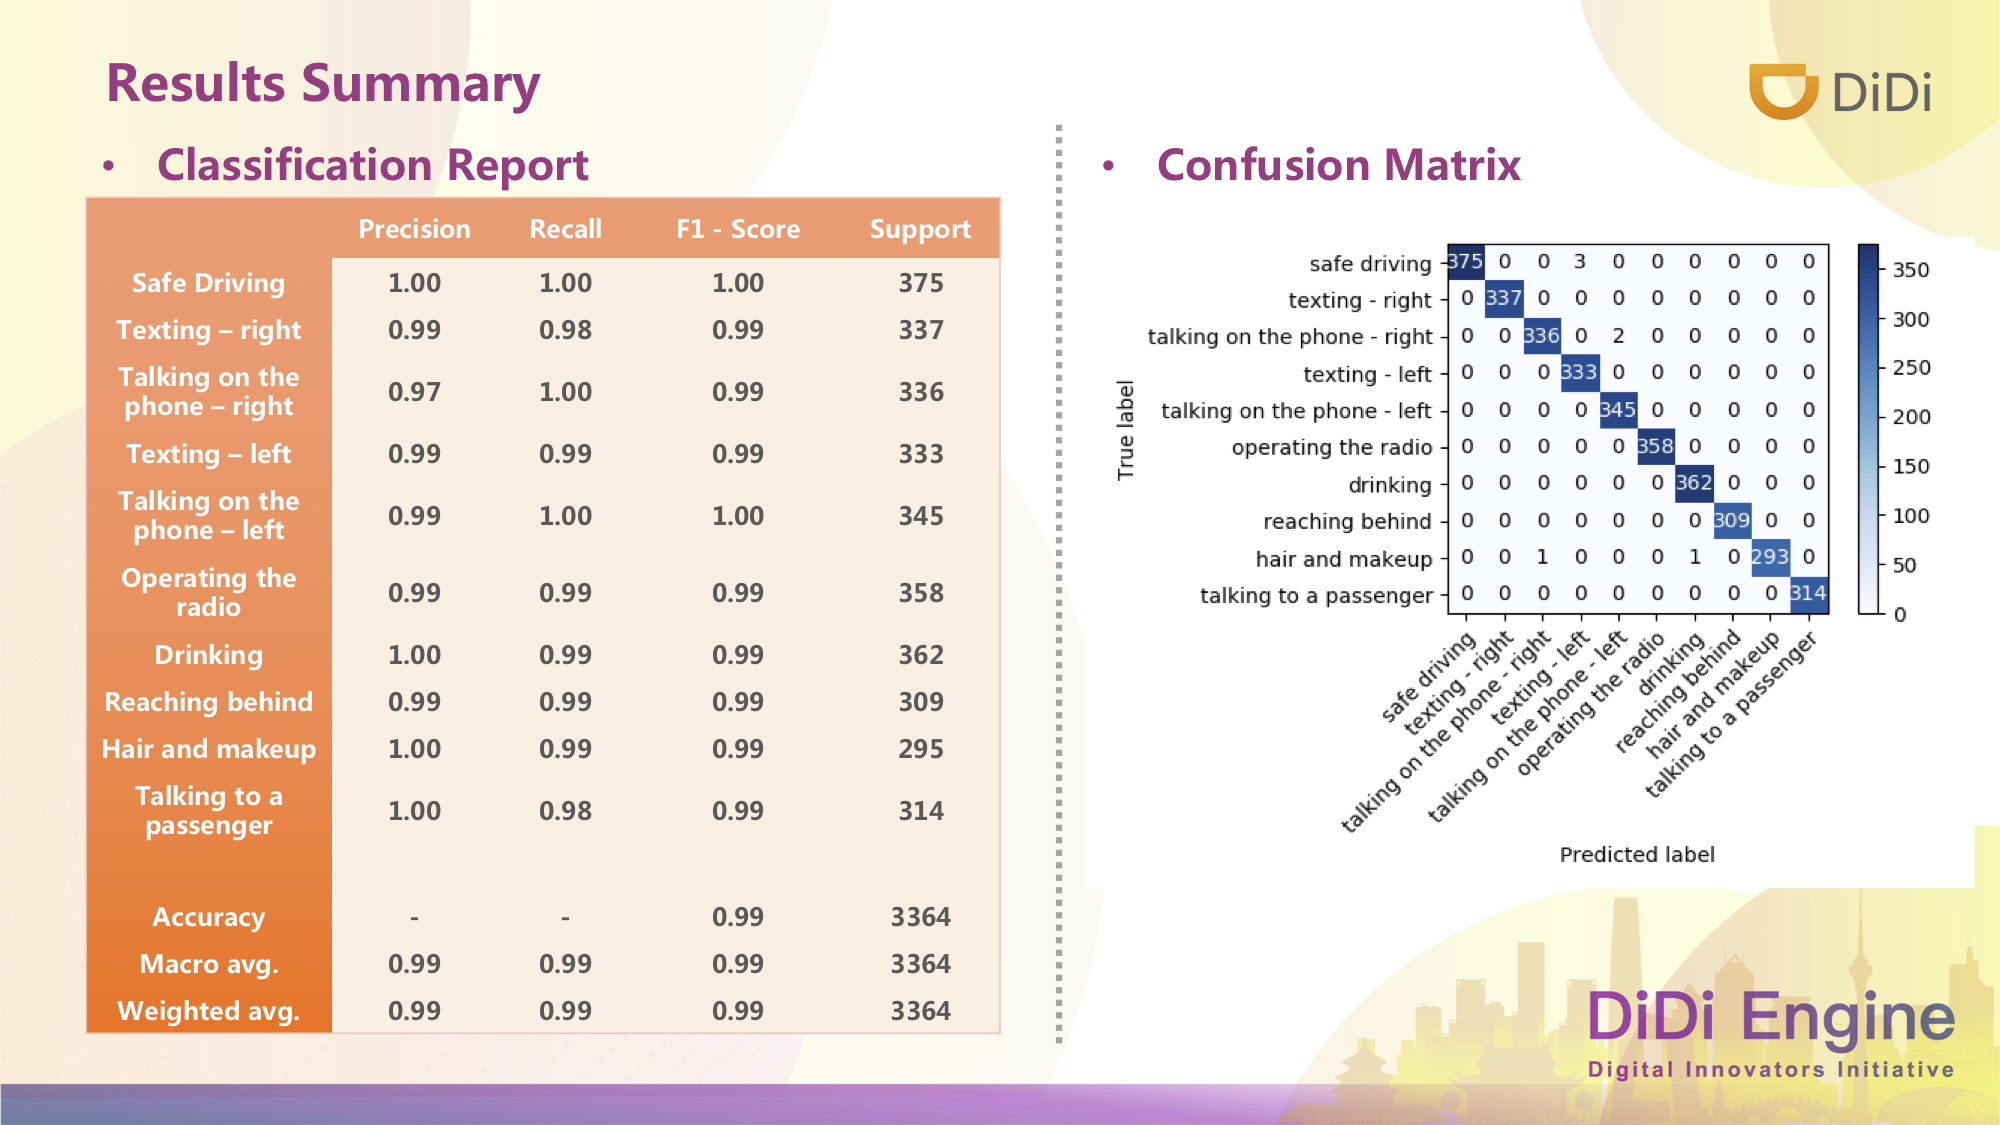 Results Summary
DiDi
• Classification Report
Precision Recall F1 - Score Support
Safe Driving 1.00 1.00 1.00 375
Texting – right 0.99 0.98 0.99 337
Talking on the
phone – right 0.97 1.00 0.99 336
Texting – left 0.99 0.99 0.99 333
Talking on the
phone – left 0.99 1.00 1.00 345
Operating the
radio 0.99 0.99 0.99 358
Drinking 1.00 0.99 0.99 362
Reaching behind 0.99 0.99 0.99 309
Hair and makeup 1.00 0.99 0.99 295
Talking to a
passenger 1.00 0.98 0.99 314
Accuracy - - 0.99 3364
Macro avg. 0.99 0.99 0.99 3364
Weighted avg. 0.99 0.99 0.99 3364
• Confusion Matrix
True label
safe driving 375 0 0 3 0 0 0 0 0 0
texting - right 0 337 0 0 0 0 0 0 0 0
talking on the phone - right 0 0 336 0 2 0 0 0 0 0
texting - left 0 0 0 333 0 0 0 0 0 0
talking on the phone - left 0 0 0 0 345 0 0 0 0 0
operating the radio 0 0 0 0 0 358 0 0 0 0
drinking 0 0 0 0 0 0 362 0 0 0
reaching behind 0 0 0 0 0 0 0 309 0 0
hair and makeup 0 0 1 0 0 0 1 0 293 0
talking to a passenger 0 0 0 0 0 0 0 0 0 314
350
300
250
200
150
100
50
0
safe driving
texting - right
talking on the phone - right
texting - left
talking on the phone - left
operating the radio
drinking
reaching behind
hair and makeup
talking to a passenger
Predicted label
DiDi Engine
Digital Innovators Initiative